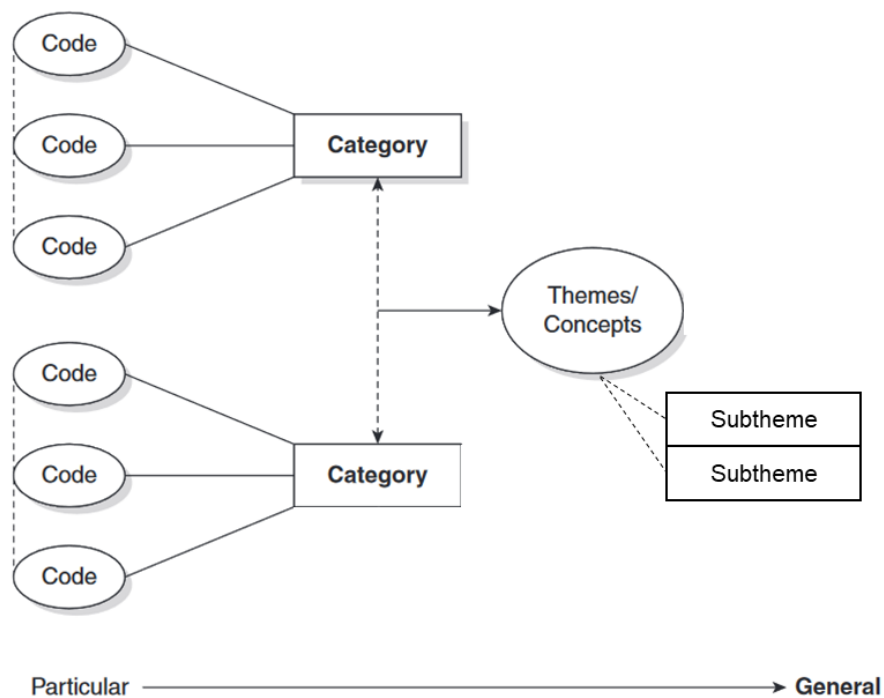 Code
Code
Category
Code
Themes/
Concepts
Code
Subtheme
Code
Category
Subtheme
Code
Particular
General